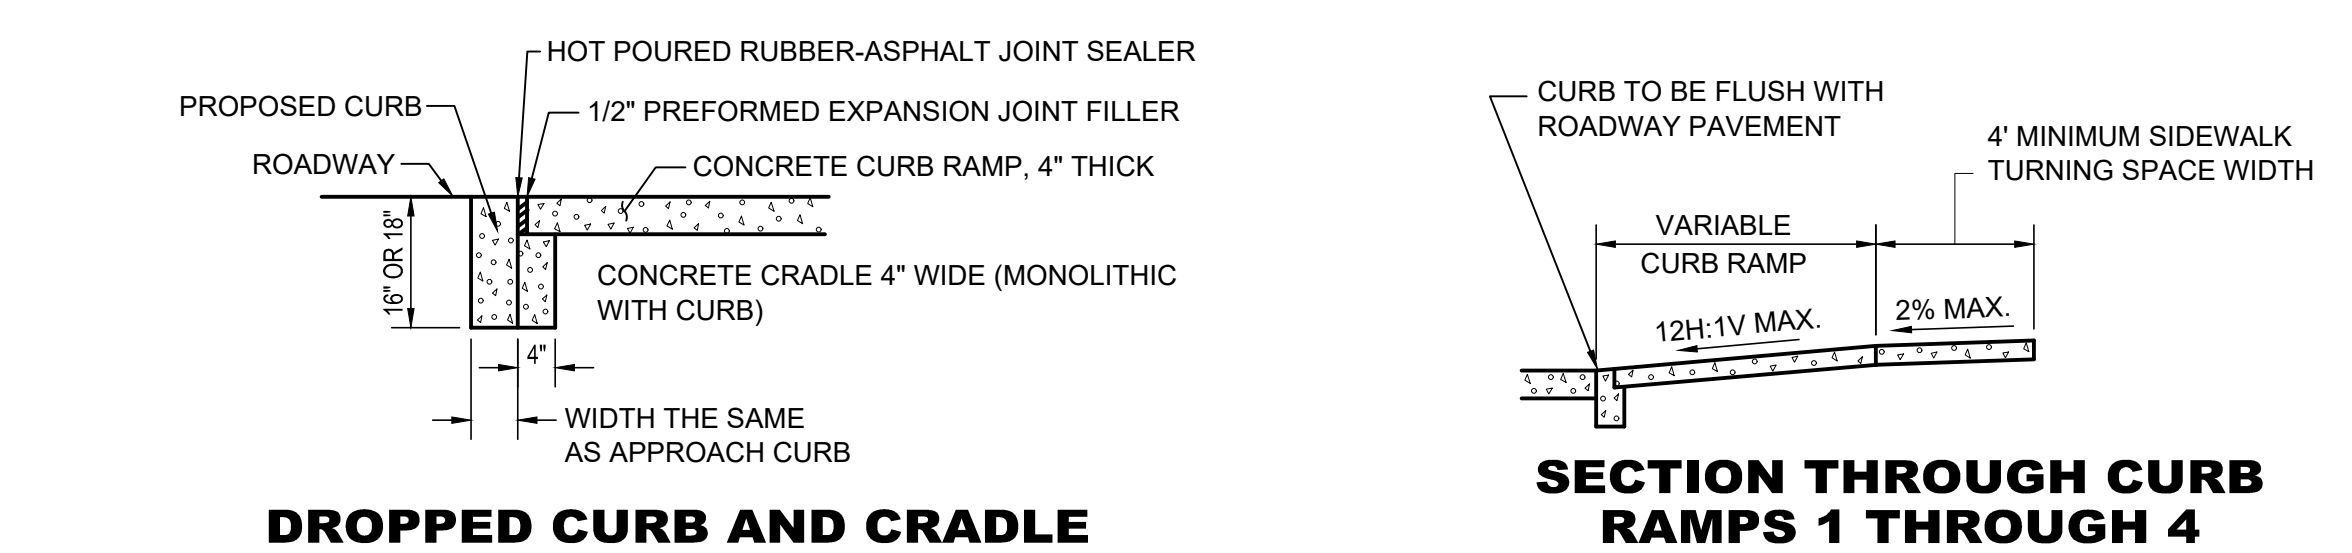 HOT POURED RUBBER-ASPHALT JOINT SEALER
PROPOSED CURB
1/2" PREFORMED EXPANSION JOINT FILLER
ROADWAY
CONCRETE CURB RAMP, 4" THICK
16" OR 18"
CONCRETE CRADLE 4" WIDE (MONOLITHIC
WITH CURB)
4"
WIDTH THE SAME
AS APPROACH CURB
DROPPED CURB AND CRADLE
CURB TO BE FLUSH WITH
ROADWAY PAVEMENT
4' MINIMUM SIDEWALK
TURNING SPACE WIDTH
VARIABLE
CURB RAMP
12H:1V MAX.
2% MAX.
SECTION THROUGH CURB
RAMPS 1 THROUGH 4